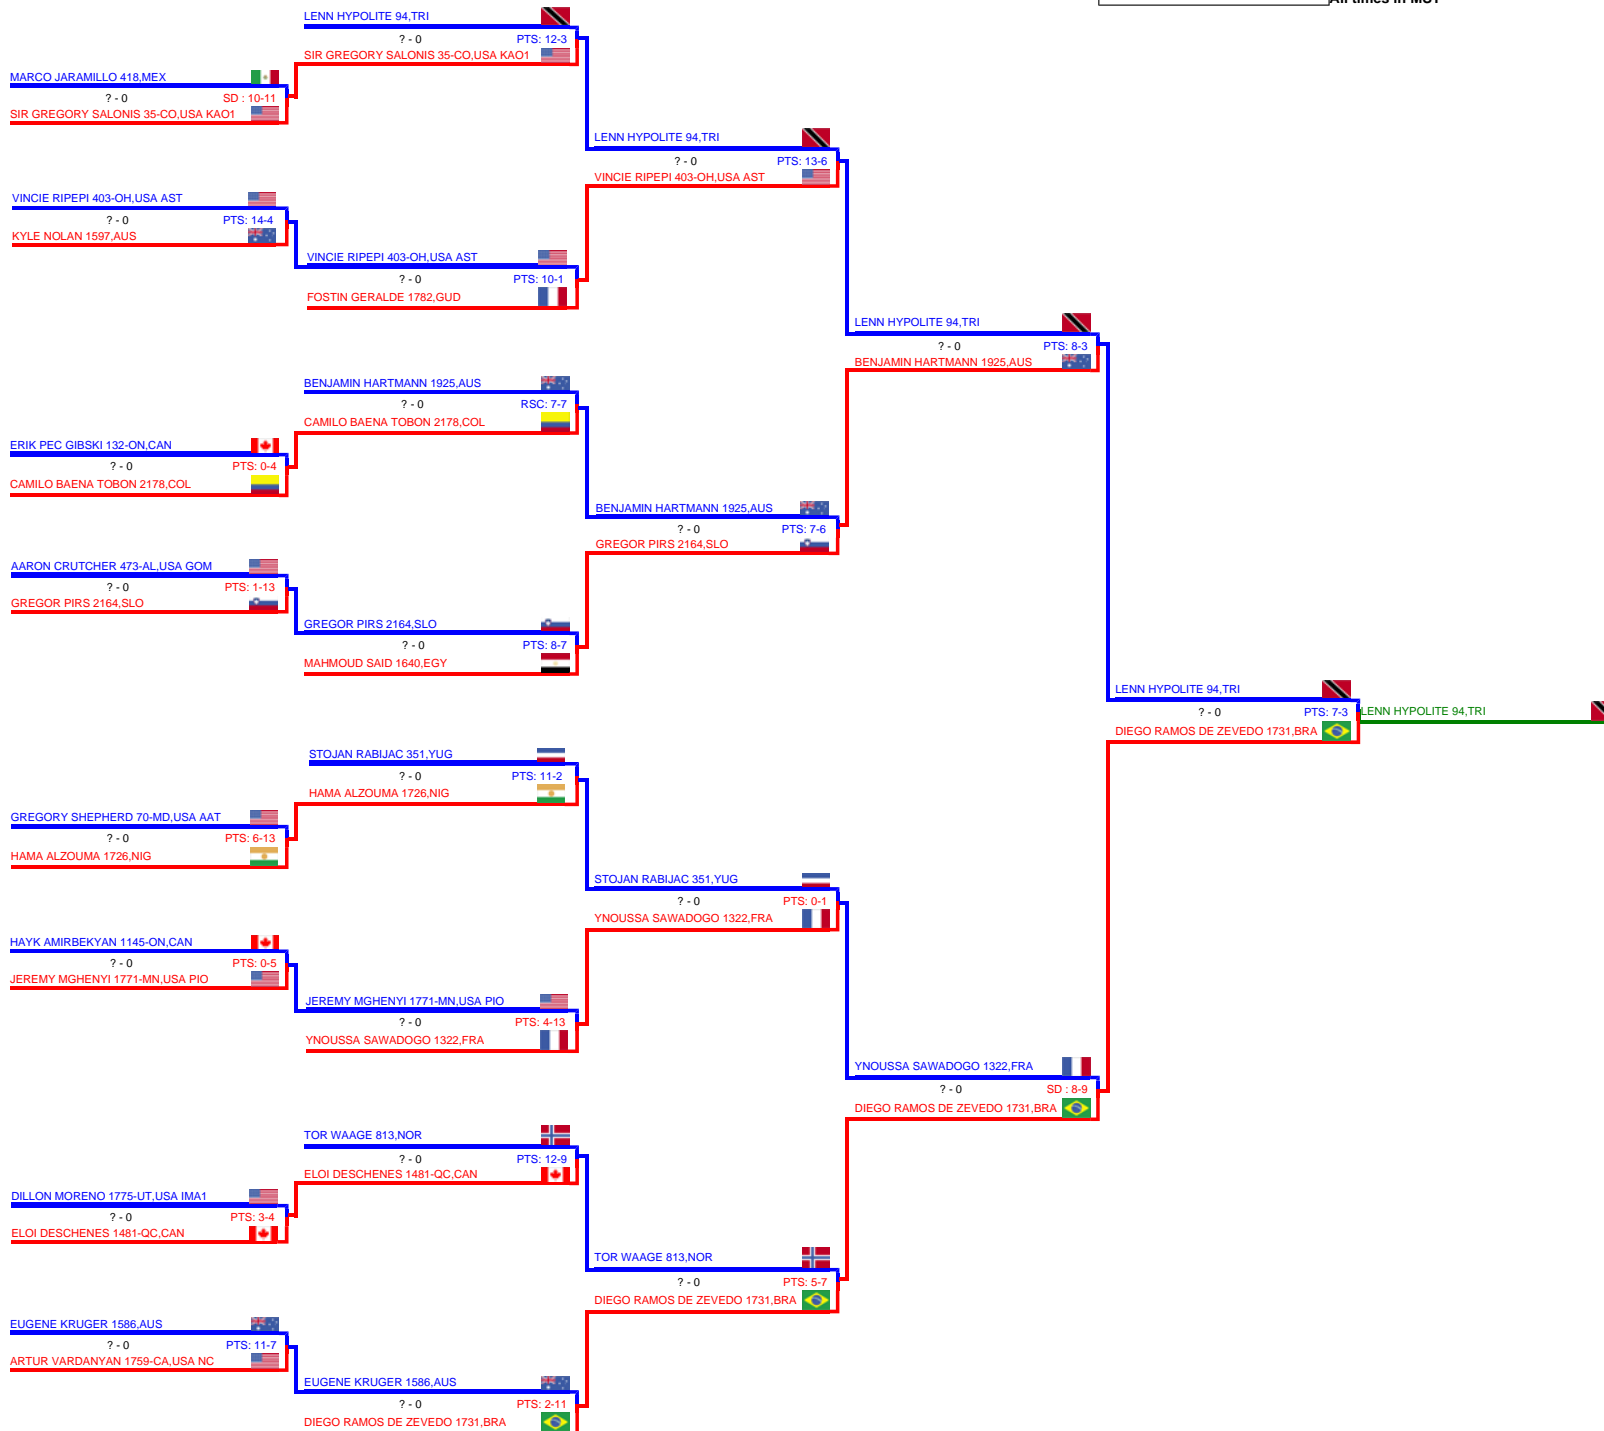 LENN HYPOLITE 94,TRI
? - 0 PTS: 12-3
SIR GREGORY SALONIS 35-CO,USA KAO1
MARCO JARAMILLO 418,MEX
? - 0 SD : 10-11
SIR GREGORY SALONIS 35-CO,USA KAO1
LENN HYPOLITE 94,TRI
? - 0 PTS: 13-6
VINCIE RIPEPI 403-OH,USA AST
VINCIE RIPEPI 403-OH,USA AST
? - 0 PTS: 14-4
KYLE NOLAN 1597,AUS
VINCIE RIPEPI 403-OH,USA AST
? - 0 PTS: 10-1
FOSTIN GERALDE 1782,GUD
LENN HYPOLITE 94,TRI
? - 0 PTS: 8-3
BENJAMIN HARTMANN 1925,AUS
BENJAMIN HARTMANN 1925,AUS
? - 0 RSC: 7-7
CAMILO BAENA TOBON 2178,COL
ERIK PEC GIBSKI 132-ON,CAN
? - 0 PTS: 0-4
CAMILO BAENA TOBON 2178,COL
BENJAMIN HARTMANN 1925,AUS
? - 0 PTS: 7-6
GREGOR PIRS 2164,SLO
AARON CRUTCHER 473-AL,USA GOM
? - 0 PTS: 1-13
GREGOR PIRS 2164,SLO
GREGOR PIRS 2164,SLO
? - 0 PTS: 8-7
MAHMOUD SAID 1640,EGY
LENN HYPOLITE 94,TRI
? - 0 PTS: 7-3
DIEGO RAMOS DE ZEVEDO 1731,BRA
LENN HYPOLITE 94,TRI
STOJAN RABIJAC 351,YUG
? - 0 PTS: 11-2
HAMA ALZOUMA 1726,NIG
GREGORY SHEPHERD 70-MD,USA AAT
? - 0 PTS: 6-13
HAMA ALZOUMA 1726,NIG
STOJAN RABIJAC 351,YUG
? - 0 PTS: 0-1
YNOUSSA SAWADOGO 1322,FRA
HAYK AMIRBEKYAN 1145-ON,CAN
? - 0 PTS: 0-5
JEREMY MGHENYI 1771-MN,USA PIO
JEREMY MGHENYI 1771-MN,USA PIO
? - 0 PTS: 4-13
YNOUSSA SAWADOGO 1322,FRA
YNOUSSA SAWADOGO 1322,FRA
? - 0 SD : 8-9
DIEGO RAMOS DE ZEVEDO 1731,BRA
TOR WAAGE 813,NOR
? - 0 PTS: 12-9
ELOI DESCHENES 1481-QC,CAN
DILLON MORENO 1775-UT,USA IMA1
? - 0 PTS: 3-4
ELOI DESCHENES 1481-QC,CAN
TOR WAAGE 813,NOR
? - 0 PTS: 5-7
DIEGO RAMOS DE ZEVEDO 1731,BRA
EUGENE KRUGER 1586,AUS
? - 0 PTS: 11-7
ARTUR VARDANYAN 1759-CA,USA NC
EUGENE KRUGER 1586,AUS
? - 0 PTS: 2-11
DIEGO RAMOS DE ZEVEDO 1731,BRA